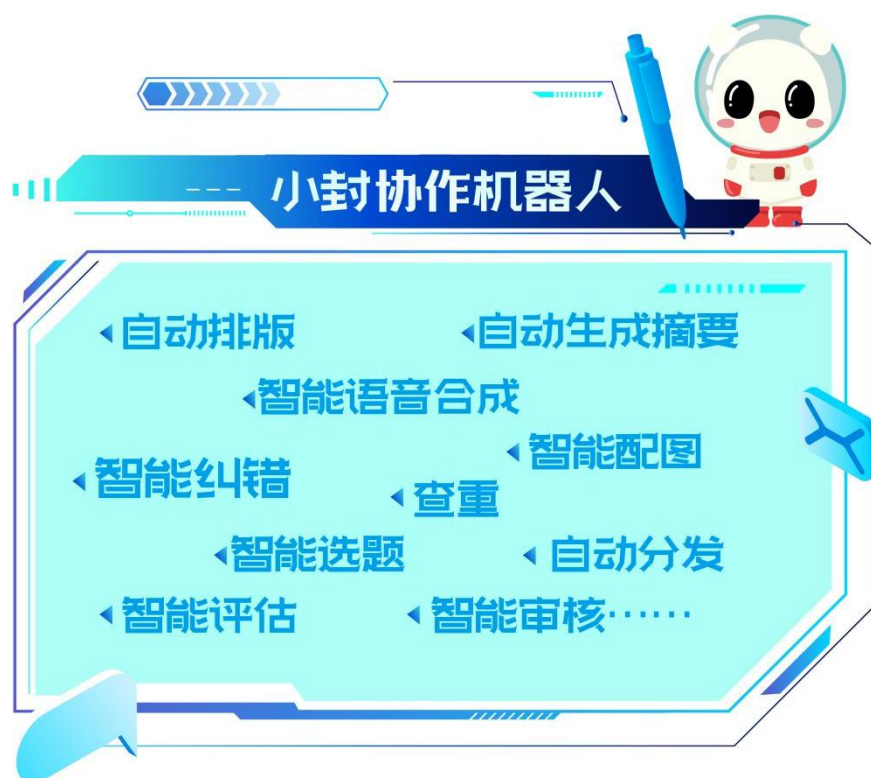 小封协作机器人
自动排版
自动生成摘要
智能语音合成
智能配图
智能纠错
查重
智能选题
自动分发
智能评估
智能审核……